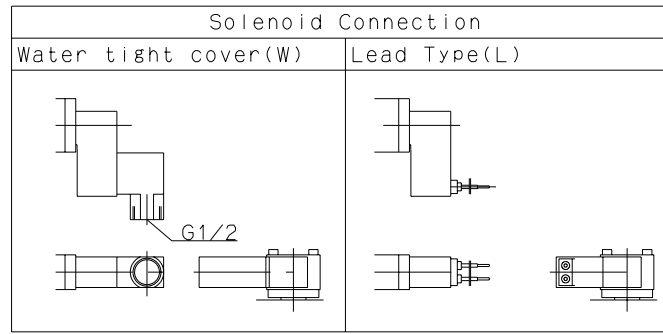 Solenoid Connection
Water tight cover(W)
Lead Type(L)
G1/2